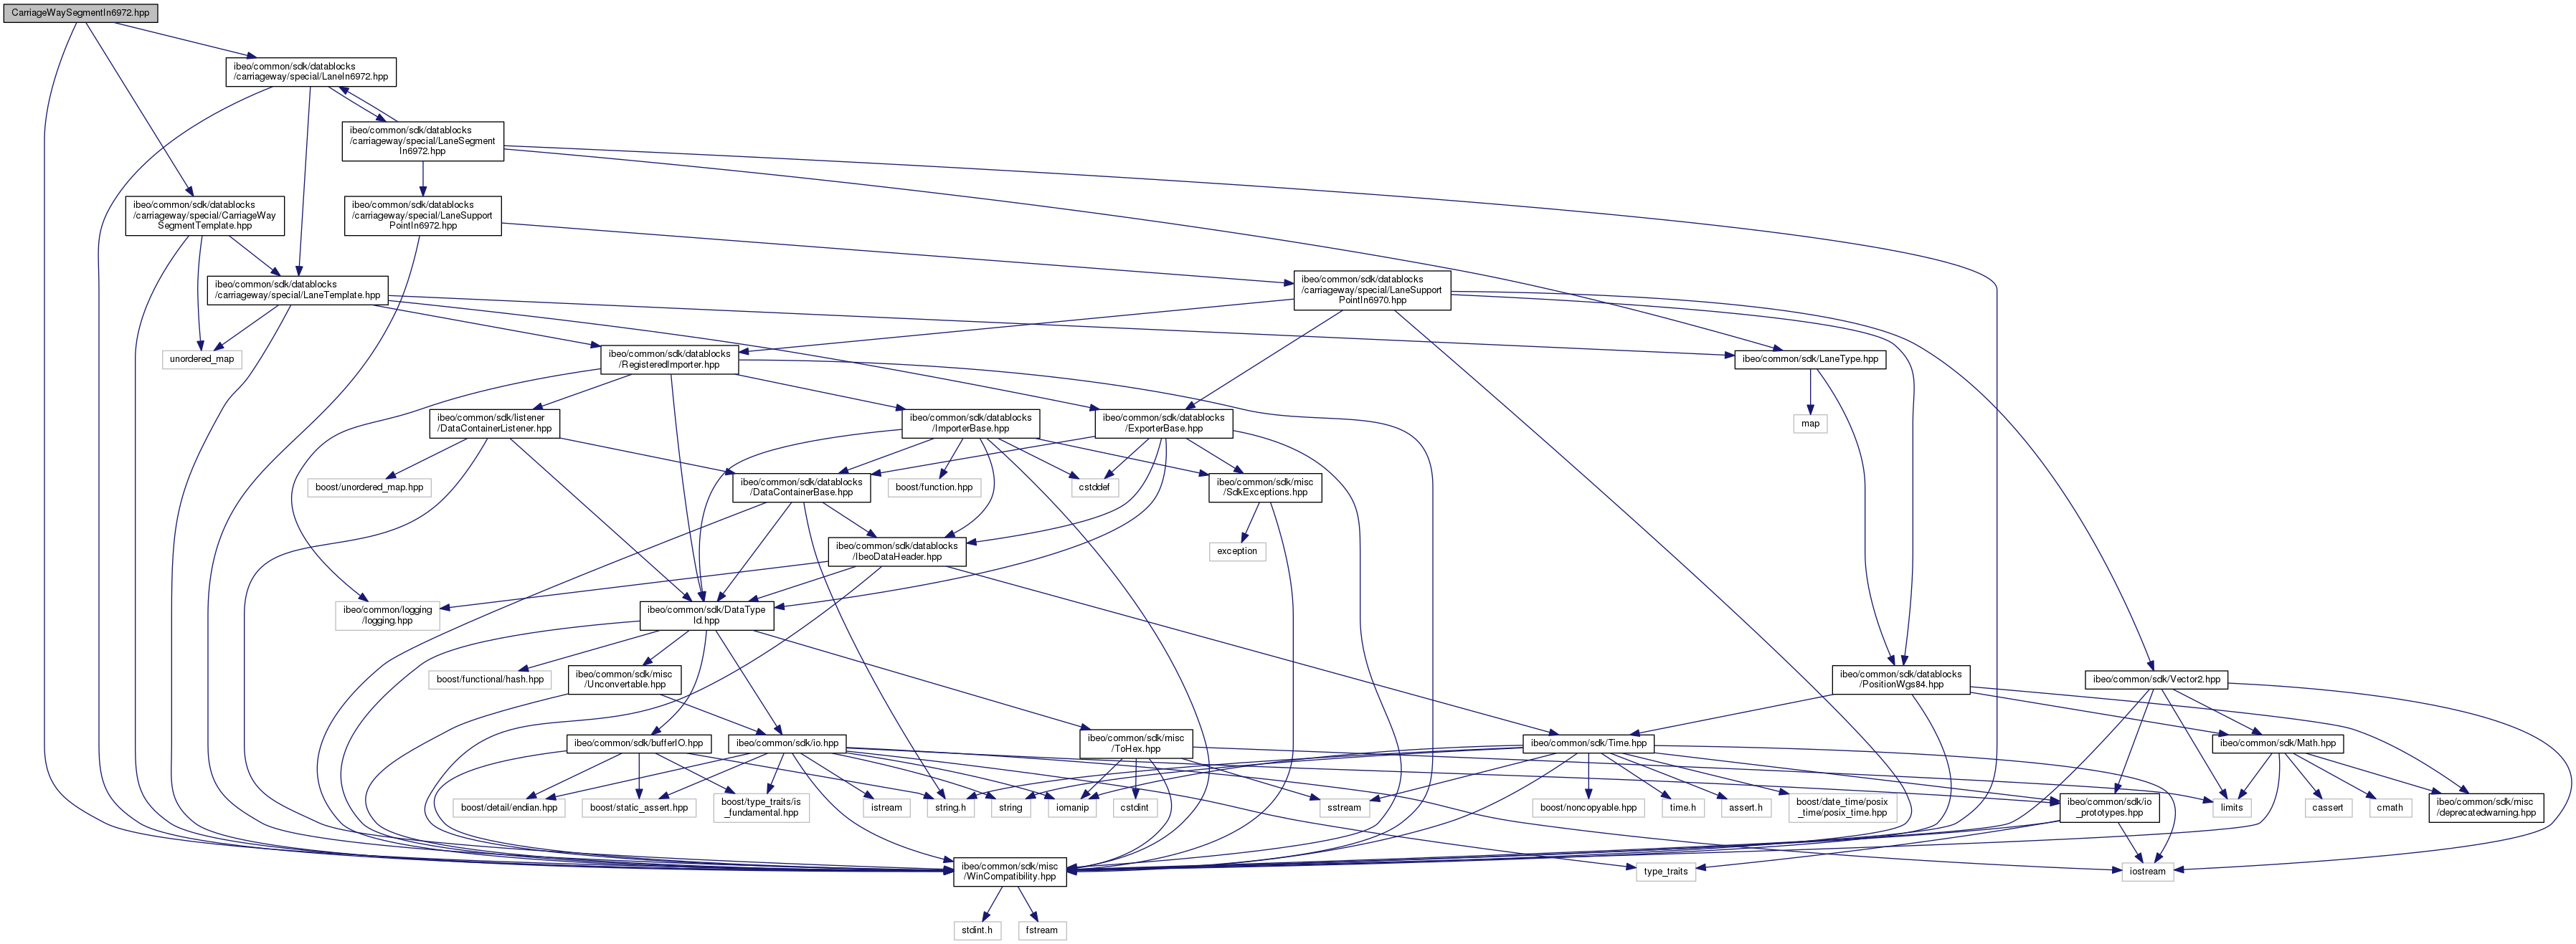 CarriageWaySegmentIn6972.hpp
ibeo/common/sdk/datablocks
/carriageway/special/LaneIn6972.hpp
ibeo/common/sdk/datablocks
/carriageway/special/LaneSegment
In6972.hpp
ibeo/common/sdk/datablocks
/carriageway/special/CarriageWay
SegmentTemplate.hpp
ibeo/common/sdk/datablocks
/carriageway/special/LaneSupport
PointIn6972.hpp
ibeo/common/sdk/datablocks
/carriageway/special/LaneTemplate.hpp
ibeo/common/sdk/datablocks
/carriageway/special/LaneSupport
PointIn6970.hpp
unordered_map
ibeo/common/sdk/datablocks
/RegisteredImporter.hpp
ibeo/common/sdk/LaneType.hpp
ibeo/common/sdk/listener
/DataContainerListener.hpp
ibeo/common/sdk/datablocks
/ImporterBase.hpp
ibeo/common/sdk/datablocks
/ExporterBase.hpp
map
boost/unordered_map.hpp
ibeo/common/sdk/datablocks
/DataContainerBase.hpp
boost/function.hpp
cstddef
ibeo/common/sdk/misc
/SdkExceptions.hpp
ibeo/common/sdk/datablocks
/IbeoDataHeader.hpp
exception
ibeo/common/logging
/logging.hpp
ibeo/common/sdk/DataType
Id.hpp
boost/functional/hash.hpp
ibeo/common/sdk/misc
/Unconvertable.hpp
ibeo/common/sdk/datablocks
/PositionWgs84.hpp
ibeo/common/sdk/Vector2.hpp
ibeo/common/sdk/bufferIO.hpp
ibeo/common/sdk/io.hpp
ibeo/common/sdk/misc
/ToHex.hpp
ibeo/common/sdk/Time.hpp
ibeo/common/sdk/Math.hpp
boost/detail/endian.hpp
boost/static_assert.hpp
boost/type_traits/is
_fundamental.hpp
istream
string.h
string
iomanip
cstdint
sstream
boost/noncopyable.hpp
time.h
assert.h
boost/date_time/posix
_time/posix_time.hpp
ibeo/common/sdk/io
_prototypes.hpp
limits
cassert
cmath
ibeo/common/sdk/misc
/deprecatedwarning.hpp
ibeo/common/sdk/misc
/WinCompatibility.hpp
type_traits
iostream
stdint.h
fstream